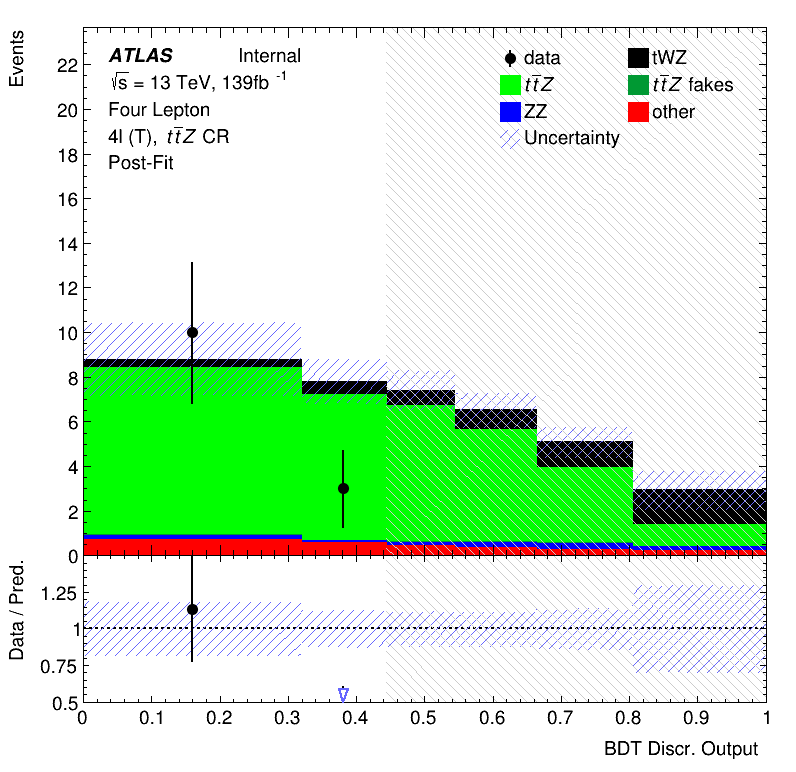 Events
ATLAS Internal
√s = 13 TeV, 139fb -1
Four Lepton
4l (T), tt̄Z CR
Post-Fit
data
tWZ
tt̄Z
tt̄Z fakes
ZZ
other
Uncertainty
22
20
18
16
14
12
10
8
6
4
2
0
Data / Pred.
1.25
1
0.75
0.5
0 0.1 0.2 0.3 0.4 0.5 0.6 0.7 0.8 0.9 1
BDT Discr. Output